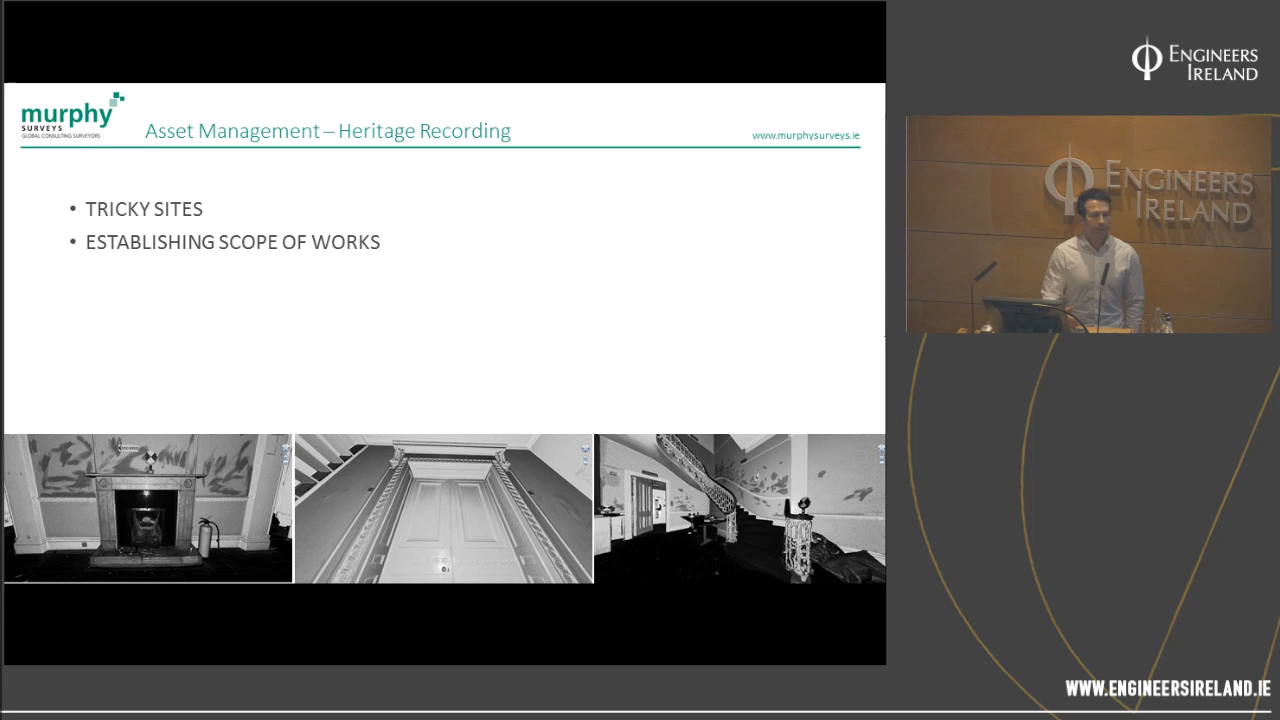 murphy
SURVEYS
GLOBAL CONSULTING SURVEYORS
Asset Management – Heritage Recording
www.murphysurveys.ie
• TRICKY SITES
• ESTABLISHING SCOPE OF WORKS
ENGINEERS
IRELAND
ENGINEERS
IRELAND
WWW.ENGINEERSIRELAND.IE